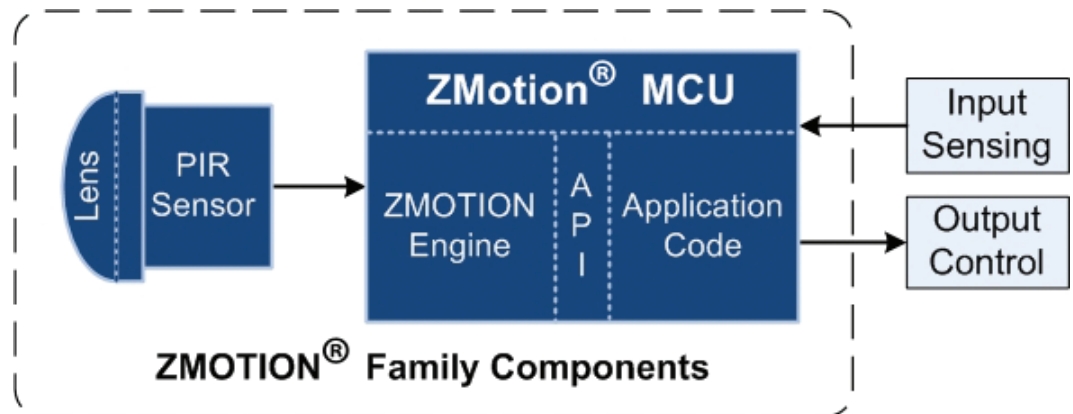 Lens
PIR
Sensor
ZMotion® MCU
ZMOTION
Engine
A
P
I
Application
Code
Input
Sensing
Output
Control
ZMOTION® Family Components